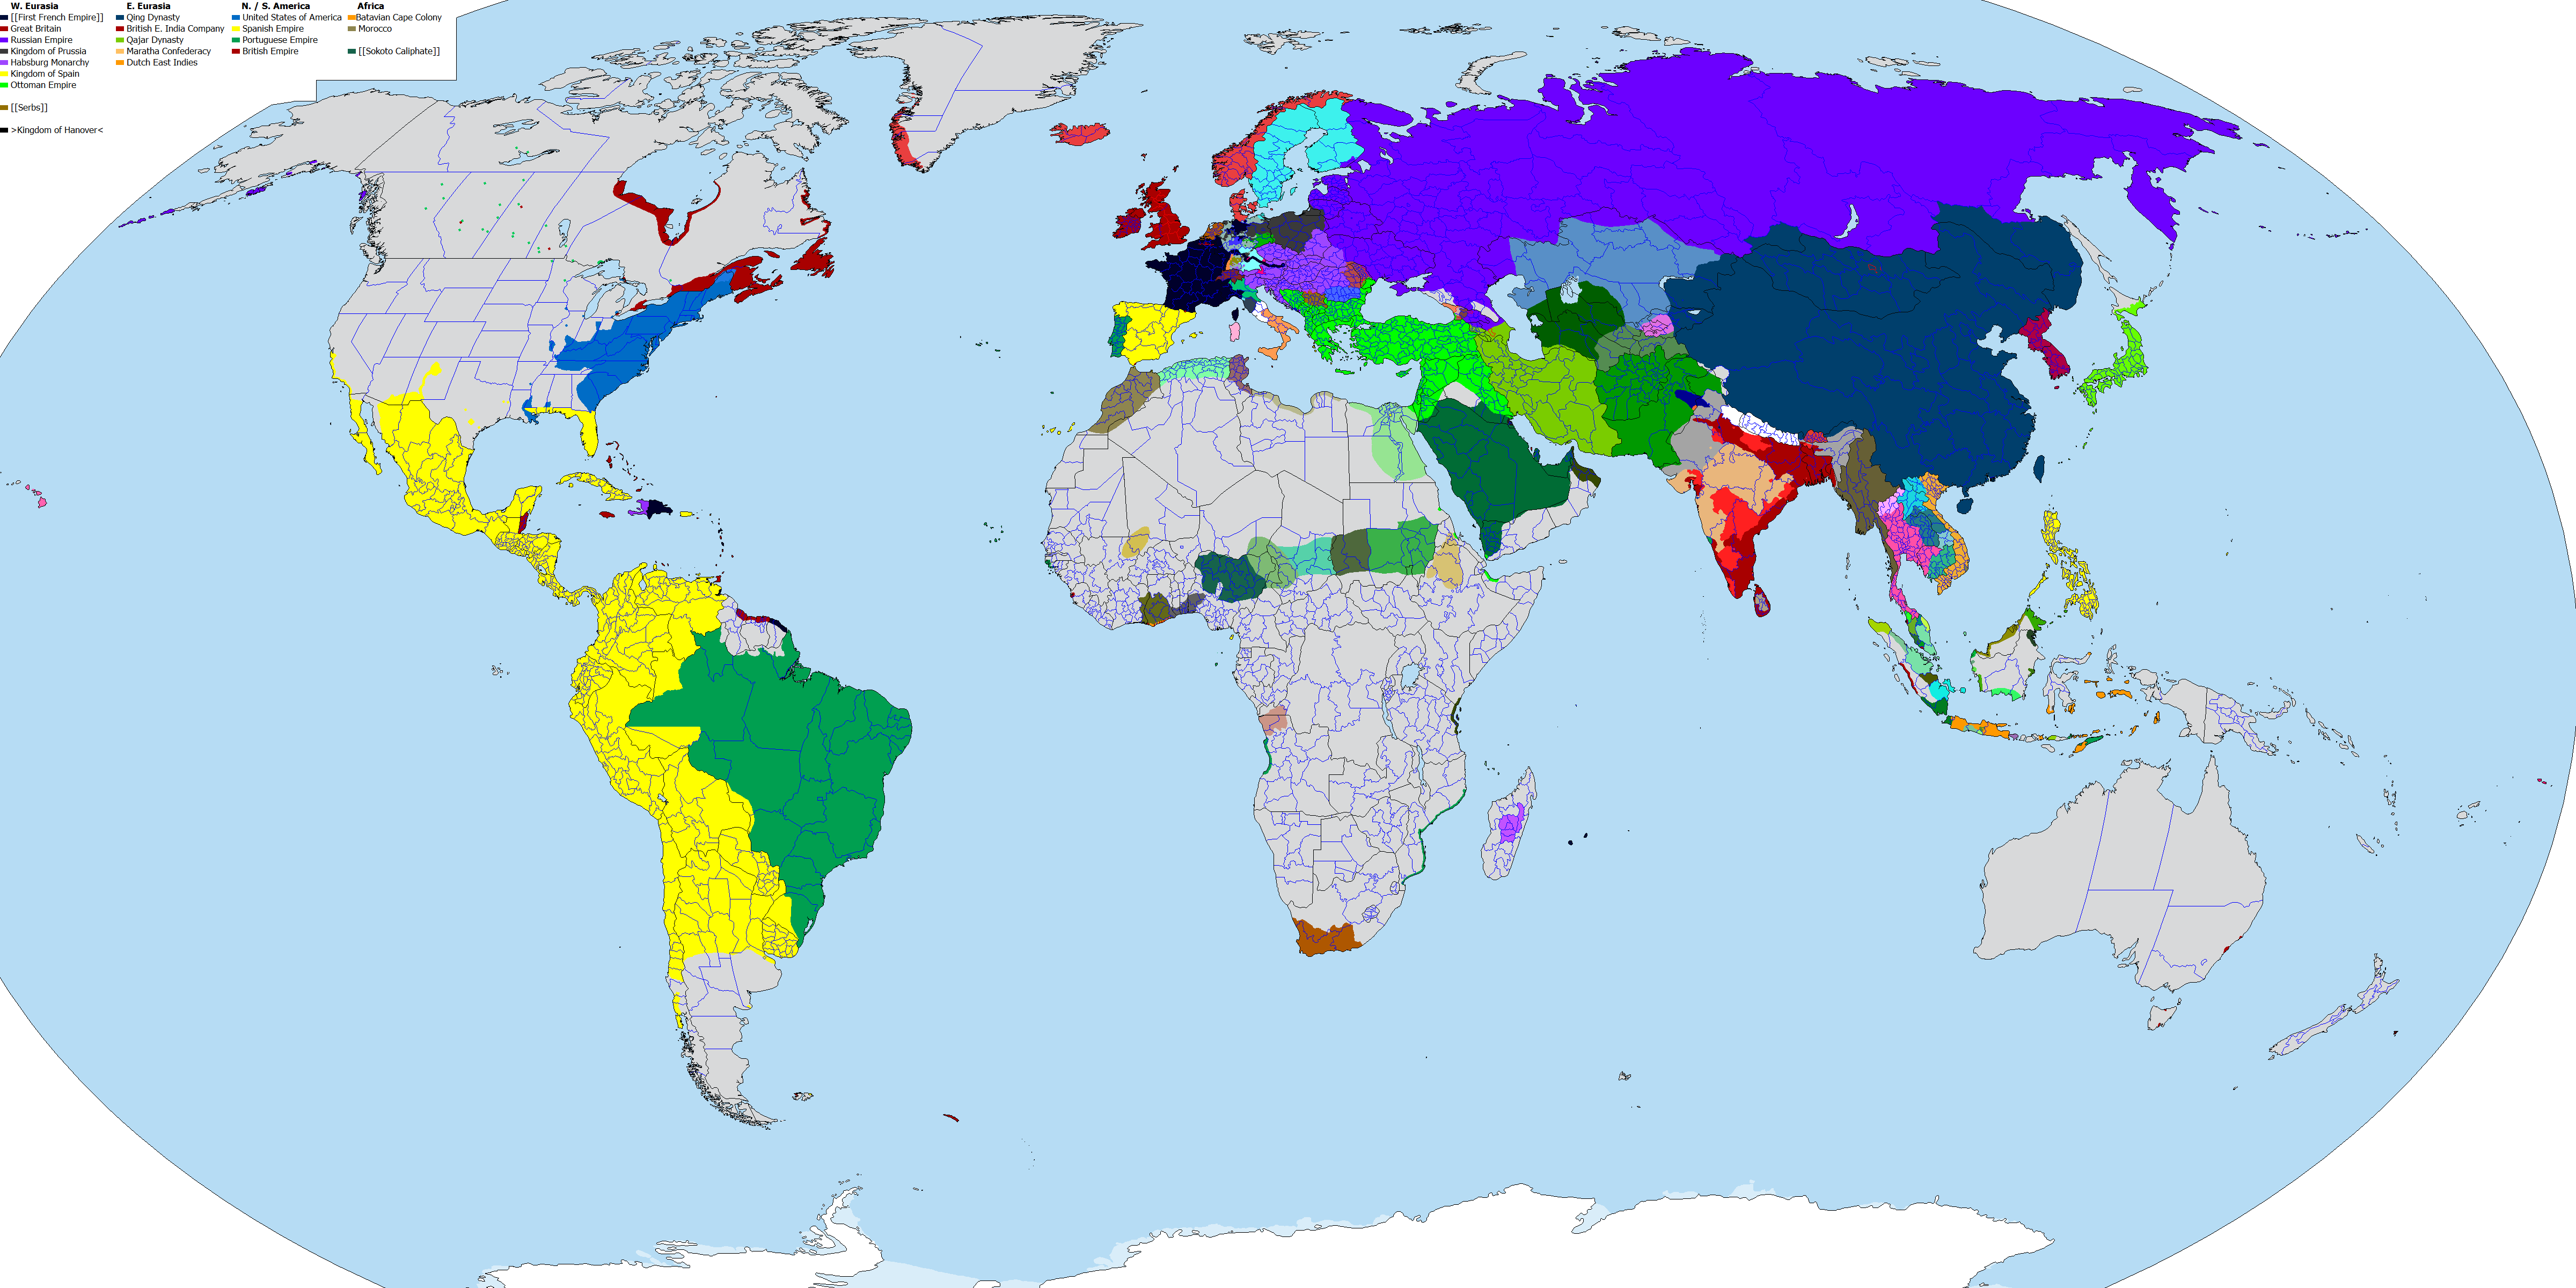 W. Eurasia
[[First French Empire]]
Great Britain
Russian Empire
Kingdom of Prussia
Habsburg Monarchy
Kingdom of Spain
Ottoman Empire
[[Serbs]]
>Kingdom of Hanover<
E. Eurasia
Qing Dynasty
British E. India Company
Qajar Dynasty
Maratha Confederacy
Dutch East Indies
N. / S. America
United States of America
Spanish Empire
Portuguese Empire
British Empire
Africa
Batavian Cape Colony
Morocco
[[Sokoto Caliphate]]